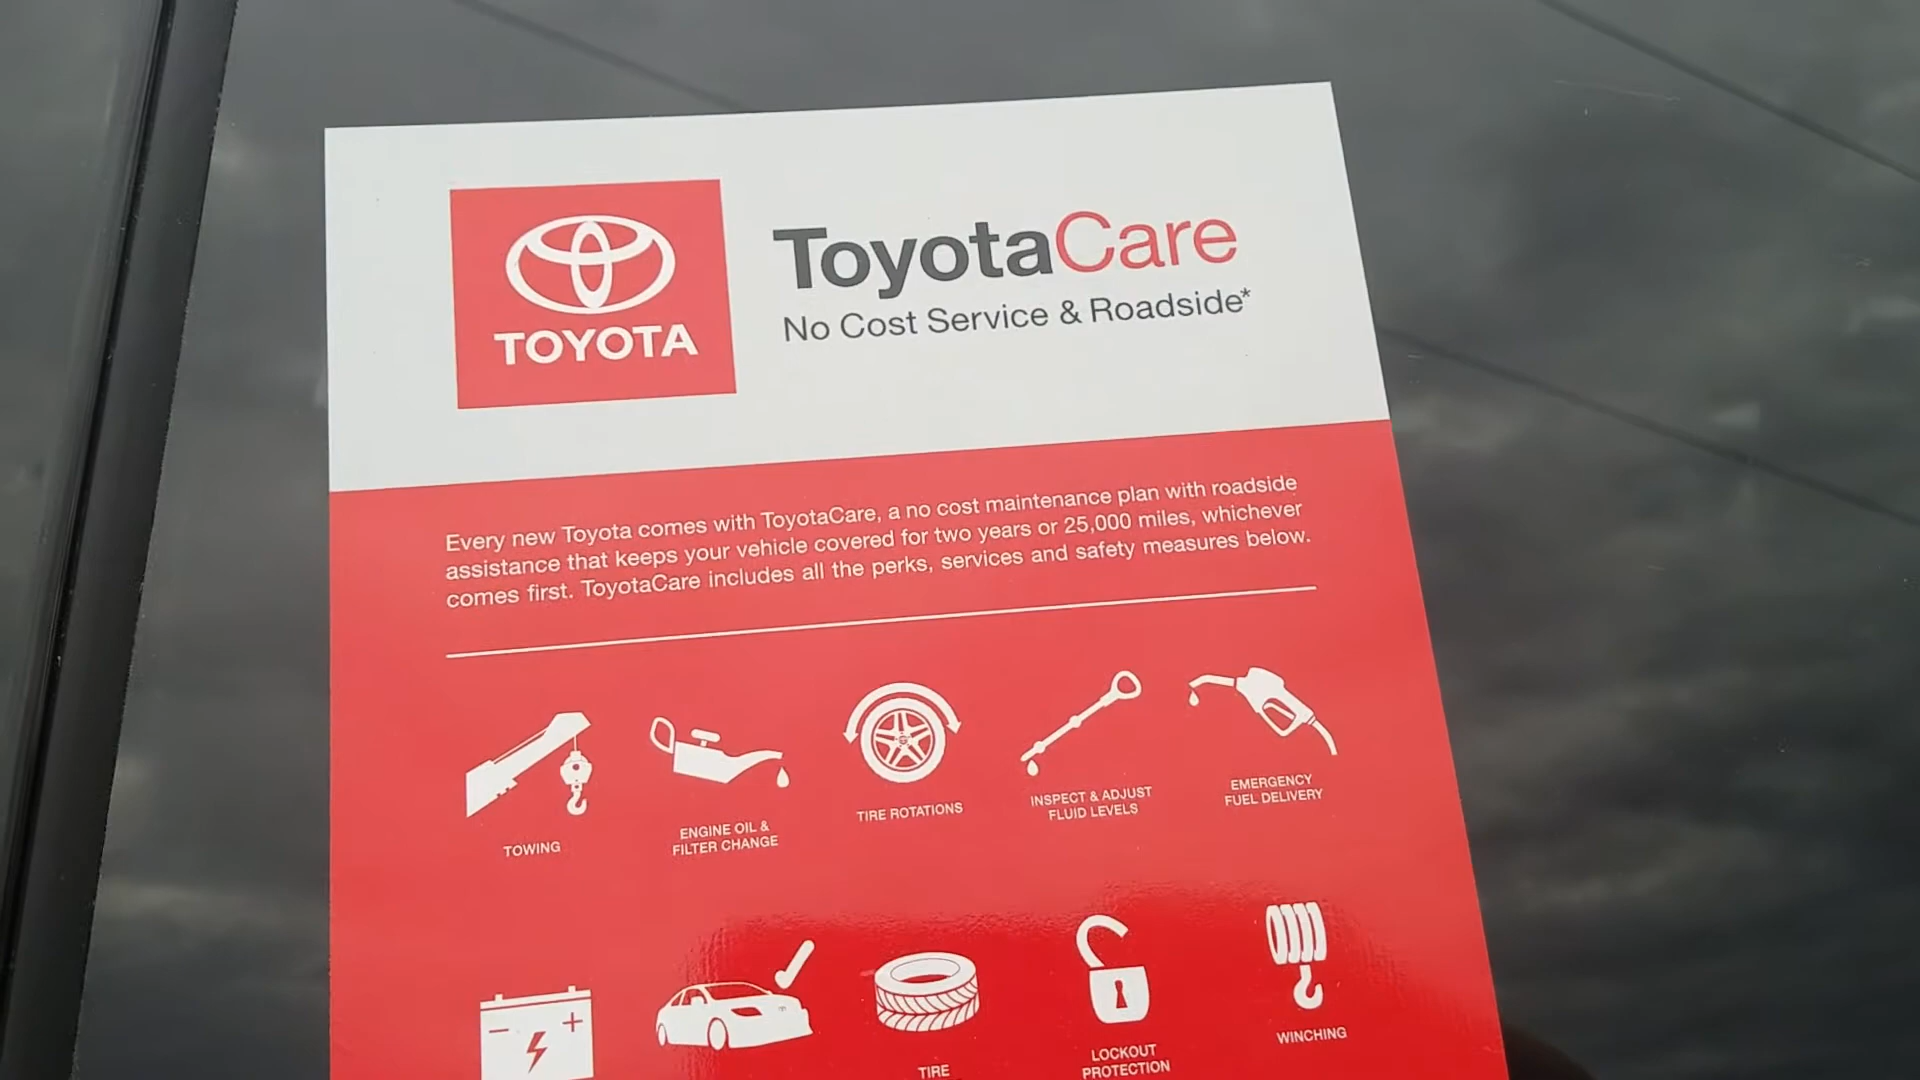 TOYOTA
ToyotaCare
No Cost Service & Roadside*
Every new Toyota comes with ToyotaCare, a no cost maintenance plan with roadside
assistance that keeps your vehicle covered for two years or 25,000 miles, whichever
comes first. ToyotaCare includes all the perks, services and safety measures below.
TOWING
ENGINE OIL &
FILTER CHANGE
TIRE ROTATIONS
INSPECT & ADJUST
FLUID LEVELS
EMERGENCY
FUEL DELIVERY
TIRE
LOCKOUT
PROTECTION
WINCHING